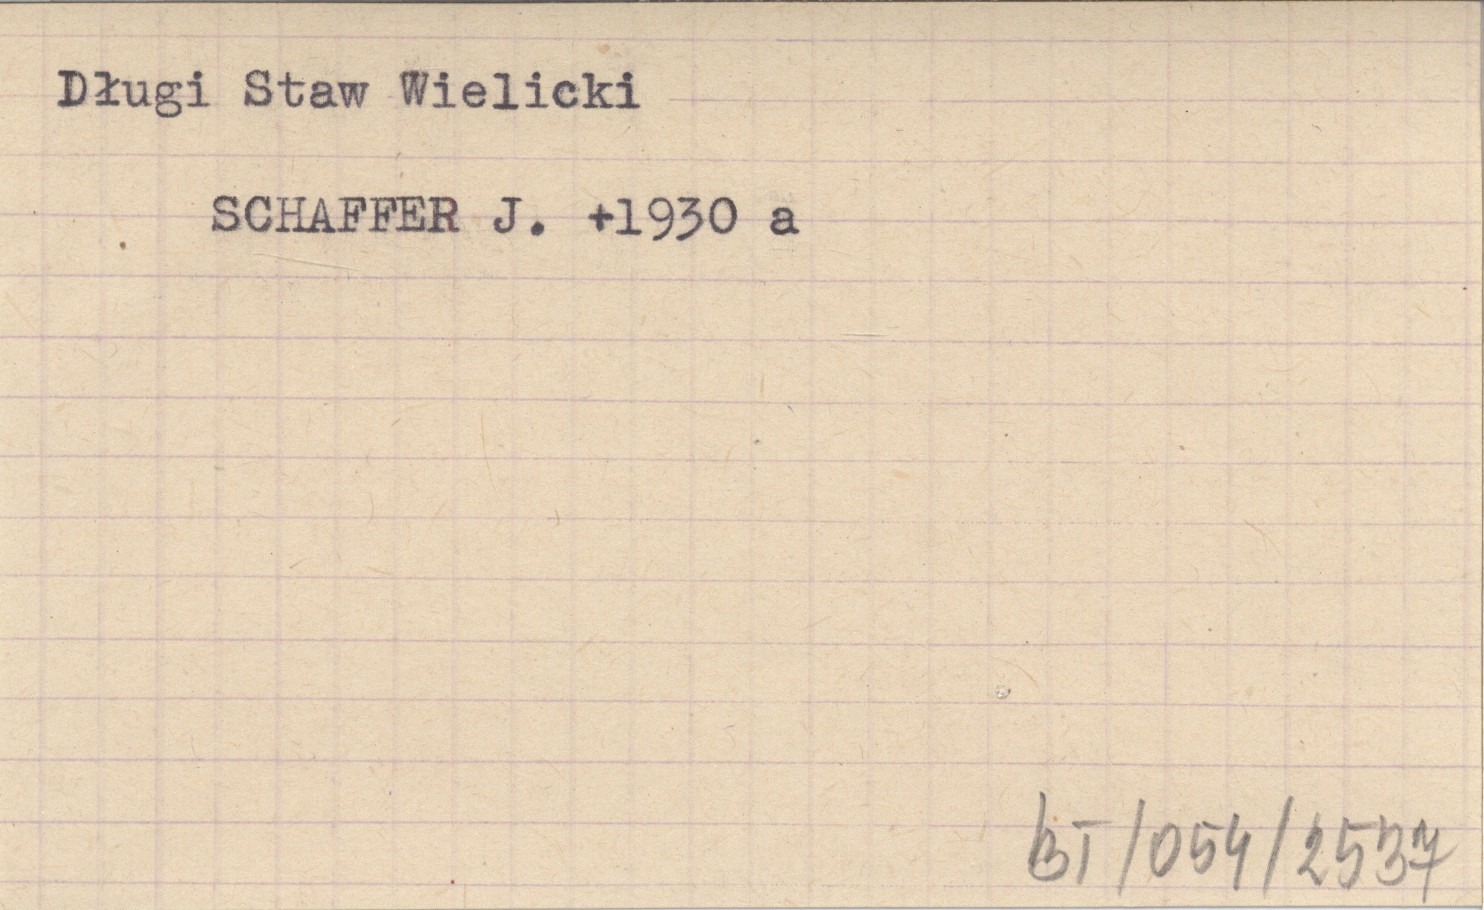 Długi Staw Wielicki
SCHAFFER J. +1930 a
BT/054/2537